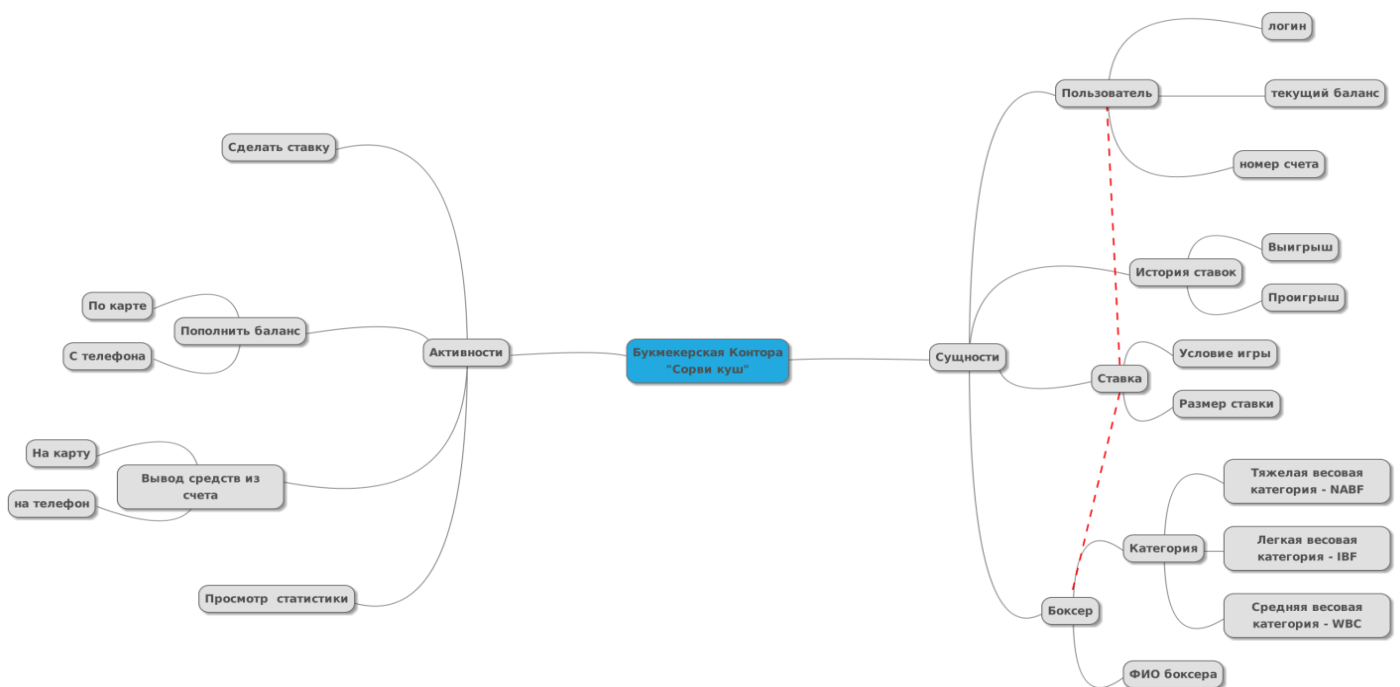 Букмекерская Контора
"Сорви куш"
Активности
Сделать ставку
Пополнить баланс
По карте
С телефона
Вывод средств из
счета
На карту
на телефон
Просмотр  статистики
Сущности
Пользователь
логин
текущий баланс
номер счета
История ставок
Выигрыш
Проигрыш
Ставка
Условие игры
Размер ставки
Боксер
Категория
Тяжелая весовая
категория - NABF
Легкая весовая
категория - IBF
Средняя весовая
категория - WBC
ФИО боксера